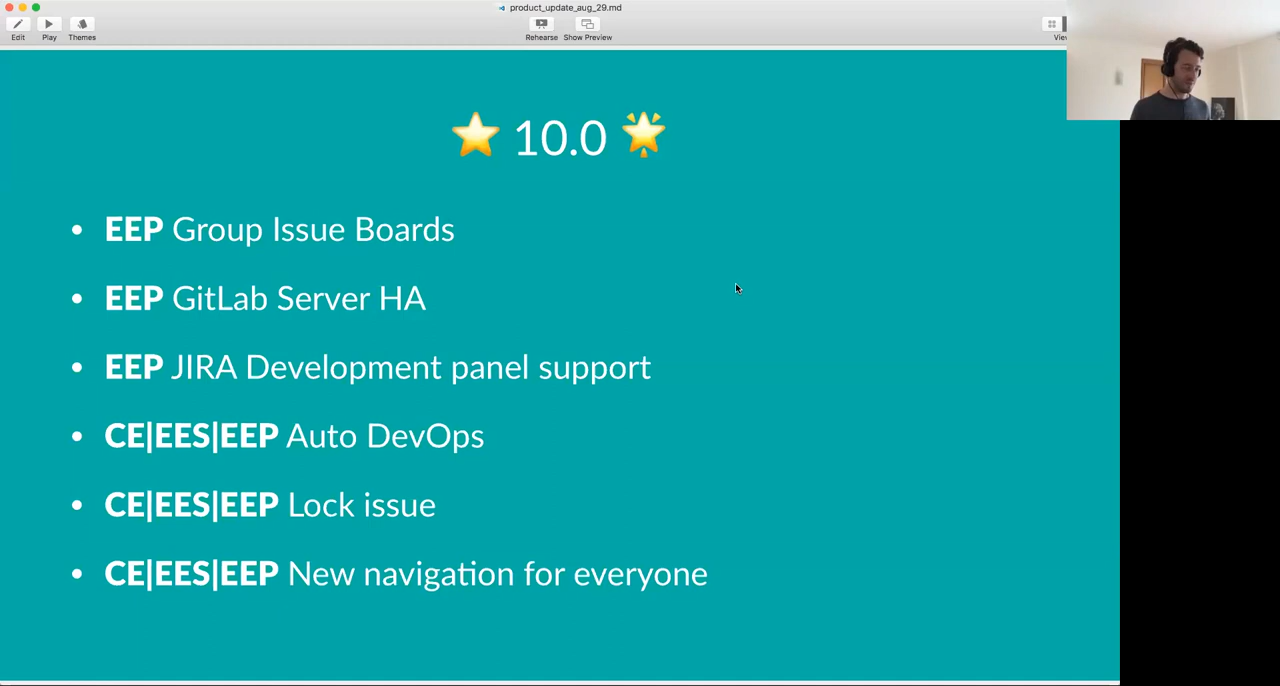 product_update_aug_29.md
Edit
Play
Themes
Rehearse
Show Preview
⭐ 10.0 🌟
• EEP Group Issue Boards
• EEP GitLab Server HA
• EEP JIRA Development panel support
• CE|EES|EEP Auto DevOps
• CE|EES|EEP Lock issue
• CE|EES|EEP New navigation for everyone